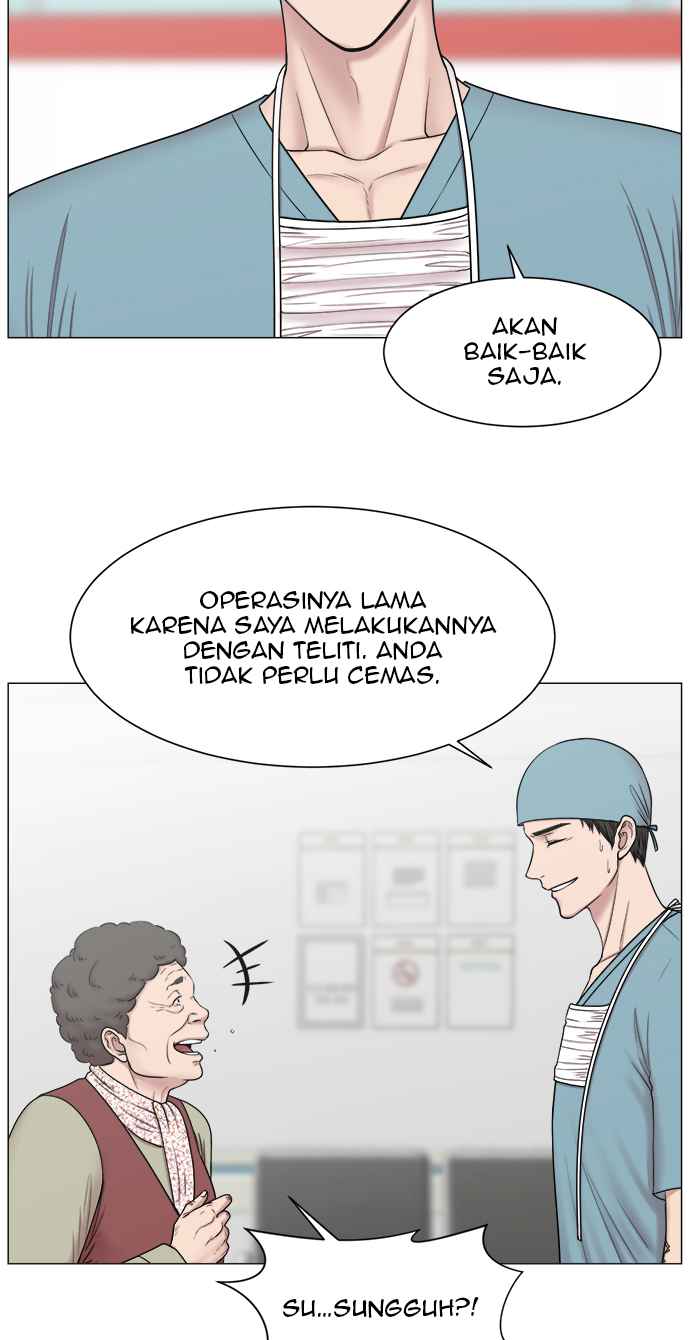 AKAN
BAIK-BAIK
SAJA.
OPERASINYA LAMA
KARENA SAYA MELAKUKANNYA
DENGAN TELITI. ANDA
TIDAK PERLU CEMAS.
SU...SUNGGUH?!